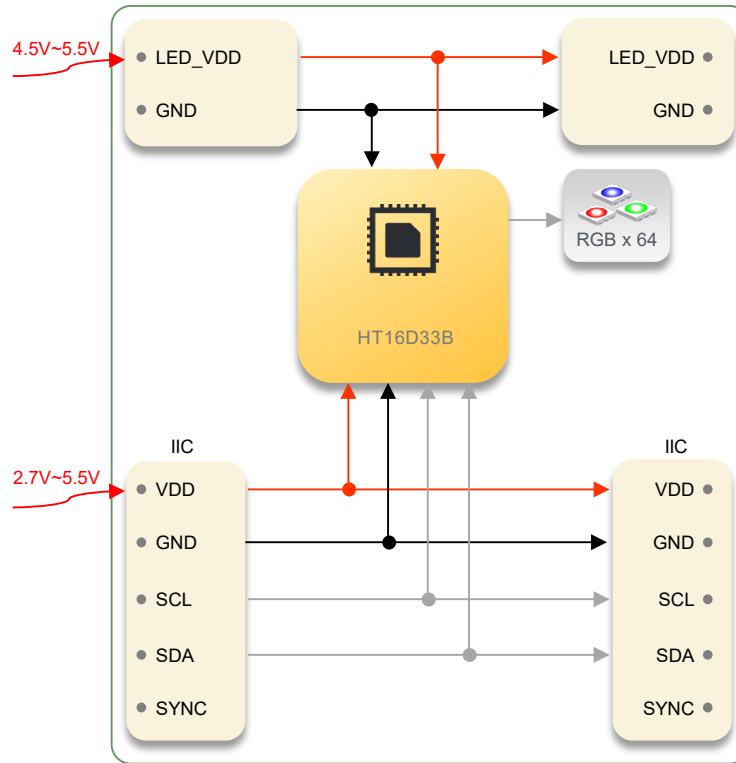 4.5V~5.5V
LED_VDD
GND
LED_VDD
GND
RGB x 64
HT16D33B
IIC
2.7V~5.5V
VDD
GND
SCL
SDA
SYNC
IIC
VDD
GND
SCL
SDA
SYNC